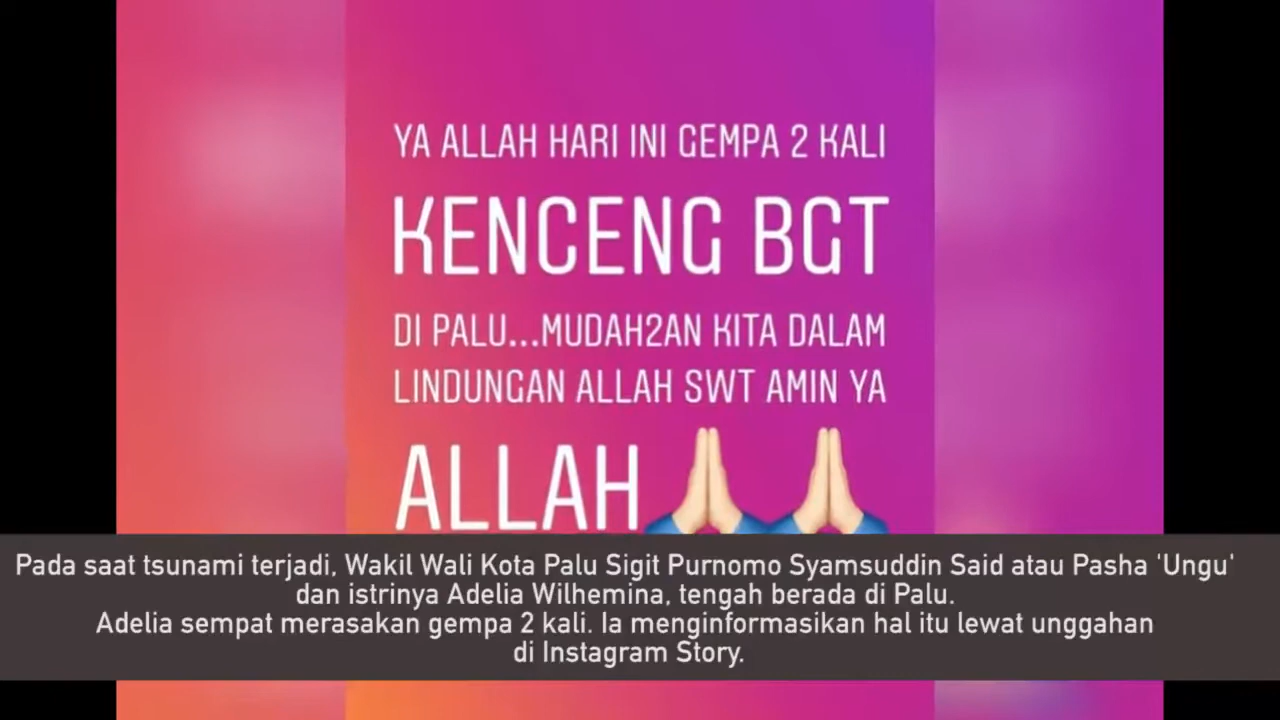 YA ALLAH HARI INI GEMPA 2 KALI
KENCENG BGT
DI PALU...MUDAH2AN KITA DALAM
LINDUNGAN ALLAH SWT AMIN YA
ALLAH🙏🏻🙏🏻
Pada saat tsunami terjadi, Wakil Wali Kota Palu Sigit Purnomo Syamsuddin Said atau Pasha 'Ungu'
dan istrinya Adelia Wilhemina, tengah berada di Palu.
Adelia sempat merasakan gempa 2 kali. Ia menginformasikan hal itu lewat unggahan
di Instagram Story.